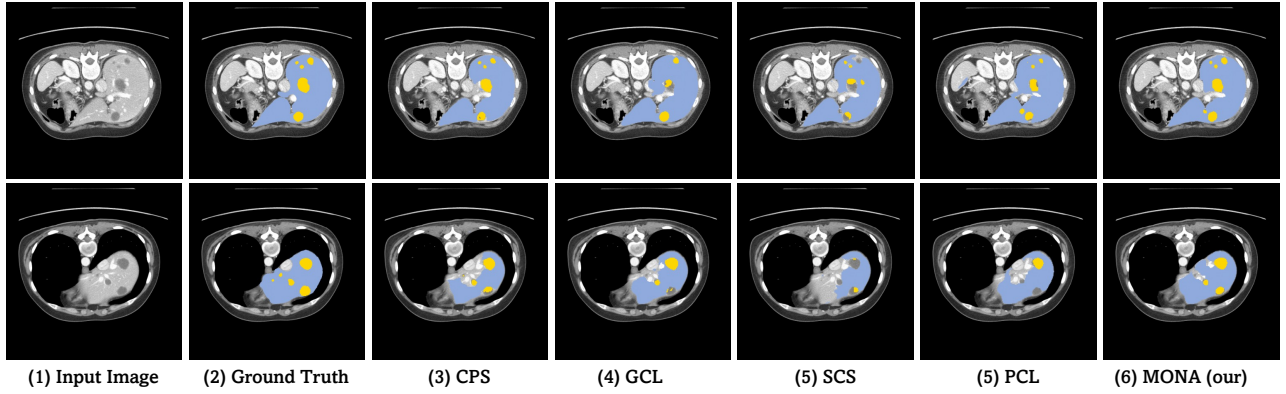 (1) Input Image (2) Ground Truth (3) CPS (4) GCL (5) SCS (5) PCL (6) MONA (our)